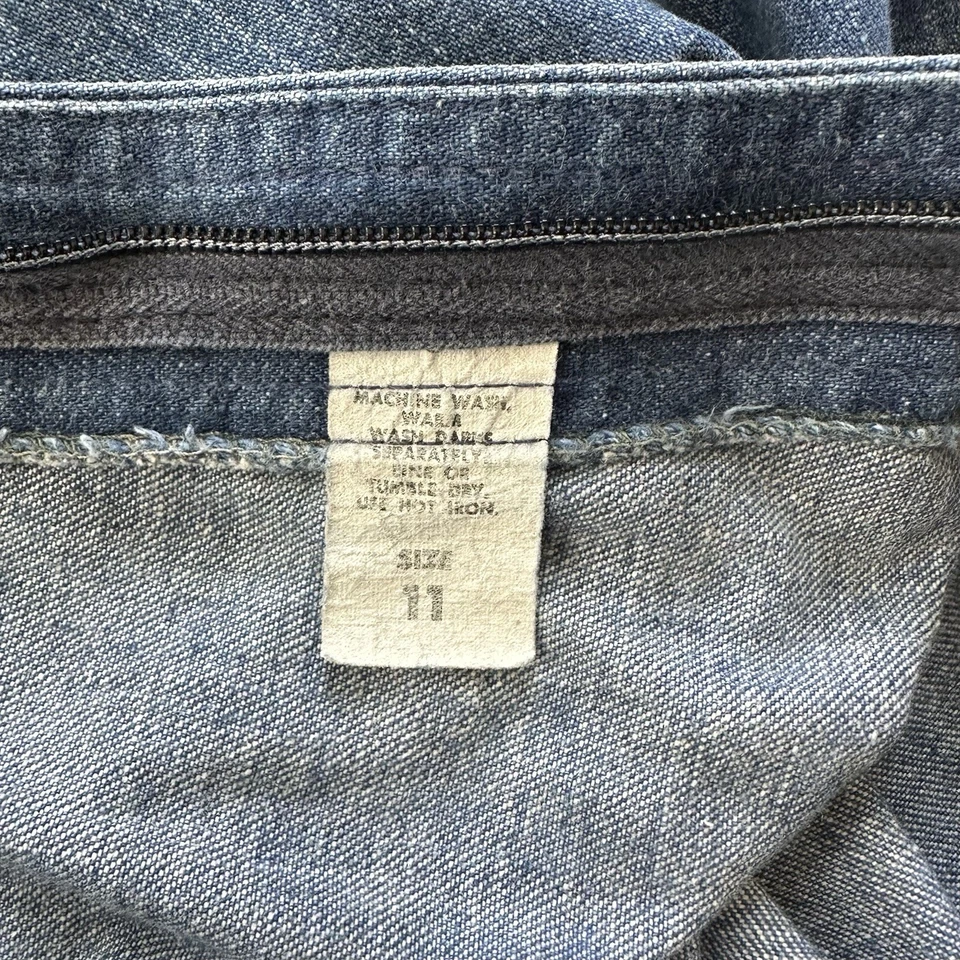 MACHINE WASH,
WARM
WASH DARKS
SEPARATELY.
LINE OR
TUMBLE DRY.
USE HOT IRON.
SIZE
11